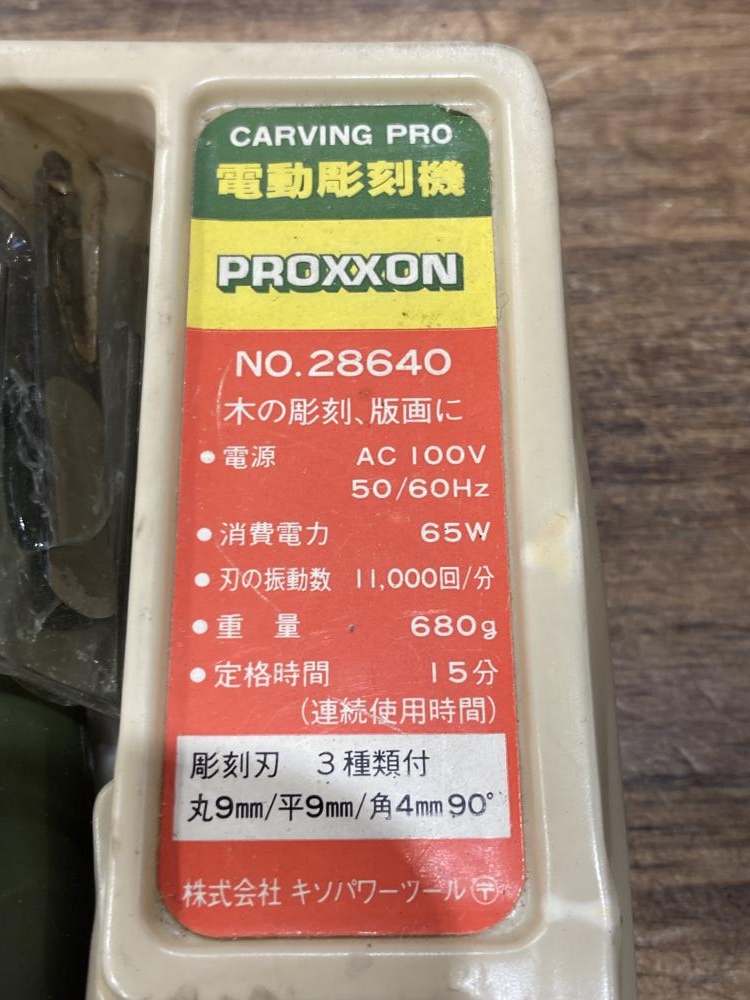 CARVING PRO
電動彫刻機
PROXXON
NO.28640
木の彫刻、版画に
●電源 AC 100V
50/60Hz
●消費電力 65W
●刃の振動数 11,000回/分
●重 量 680g
●定格時間 15分
(連続使用時間)
彫刻刃 3種類付
丸9mm/平9mm/角4mm90°
株式会社 キソパワーツール 〶